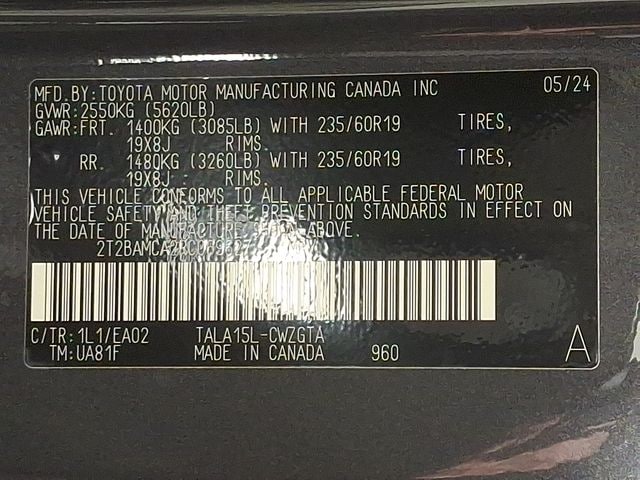 MFD.BY:TOYOTA MOTOR MANUFACTURING CANADA INC 05/24
GVWR:2550KG (5620LB)
GAWR:FRT. 1400KG (3085LB) WITH 235/60R19 TIRES,
19X8J RIMS.
RR. 1480KG (3260LB) WITH 235/60R19 TIRES,
19X8J RIMS.
THIS VEHICLE CONFORMS TO ALL APPLICABLE FEDERAL MOTOR
VEHICLE SAFETY AND THEFT PREVENTION STANDARDS IN EFFECT ON
THE DATE OF MANUFACTURE SHOWN ABOVE.
C/TR:1L1/EA02 TALA15L-CWZGTA
TM:UA81F MADE IN CANADA 960 A